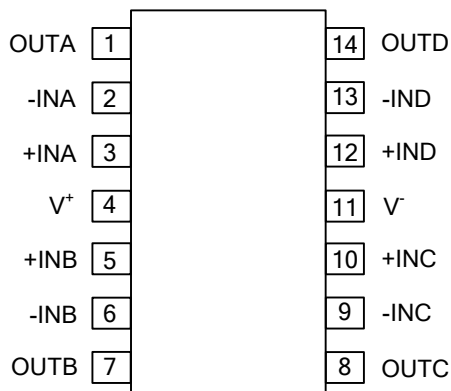 OUTA 1 14 OUTD
-INA 2 13 -IND
+INA 3 12 +IND
V⁺ 4 11 V⁻
+INB 5 10 +INC
-INB 6 9 -INC
OUTB 7 8 OUTC